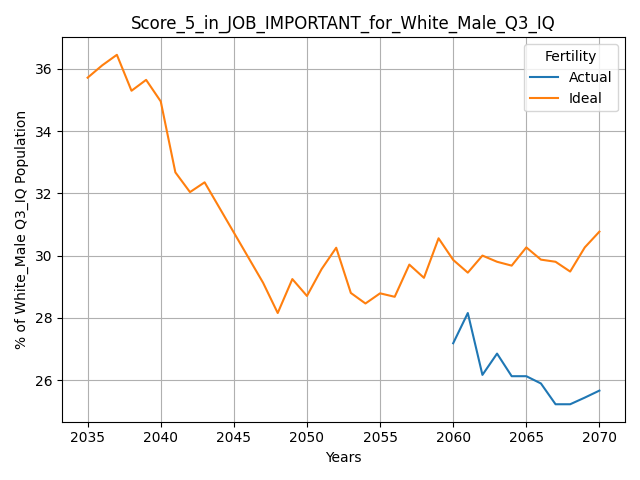 Score_5_in_JOB_IMPORTANT_for_White_Male_Q3_IQ
Fertility
Actual
Ideal
% of White_Male Q3_IQ Population
36
34
32
30
28
26
2035 2040 2045 2050 2055 2060 2065 2070
Years